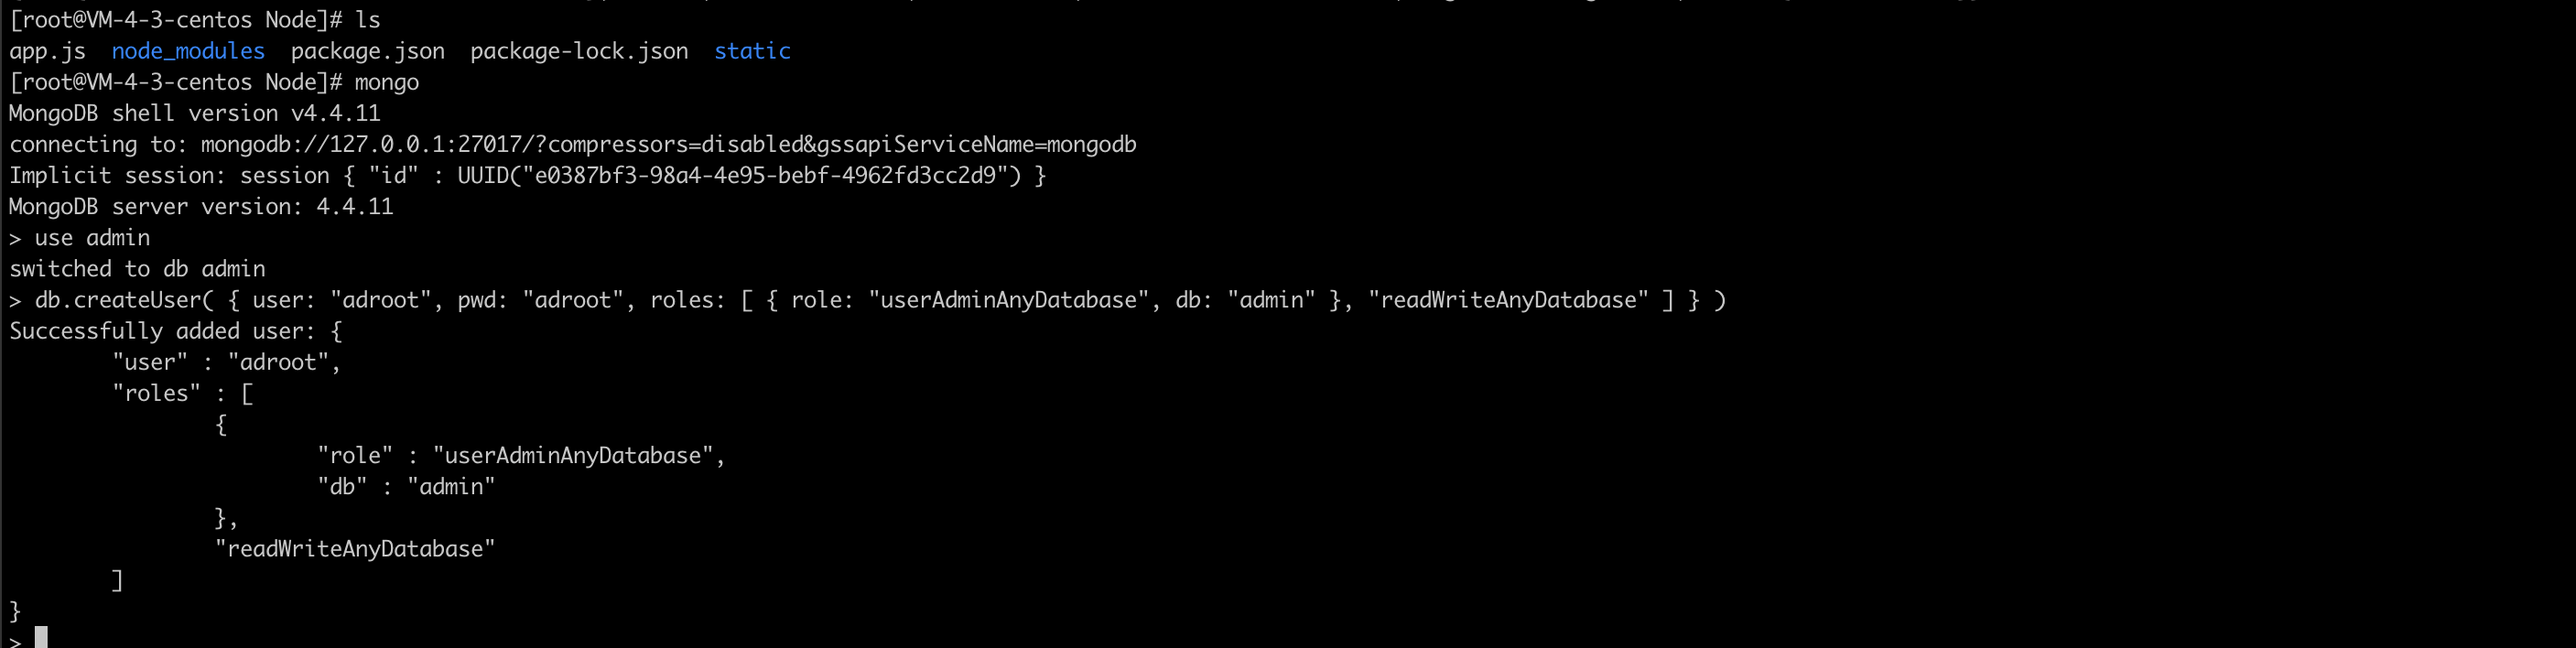 [root@VM-4-3-centos Node]# ls
app.js  node_modules  package.json  package-lock.json  static
[root@VM-4-3-centos Node]# mongo
MongoDB shell version v4.4.11
connecting to: mongodb://127.0.0.1:27017/?compressors=disabled&gssapiServiceName=mongodb
Implicit session: session { "id" : UUID("e0387bf3-98a4-4e95-bebf-4962fd3cc2d9") }
MongoDB server version: 4.4.11
> use admin
switched to db admin
> db.createUser( { user: "adroot", pwd: "adroot", roles: [ { role: "userAdminAnyDatabase", db: "admin" }, "readWriteAnyDatabase" ] } )
Successfully added user: {
        "user" : "adroot",
        "roles" : [
                {
                        "role" : "userAdminAnyDatabase",
                        "db" : "admin"
                },
                "readWriteAnyDatabase"
        ]
}
>